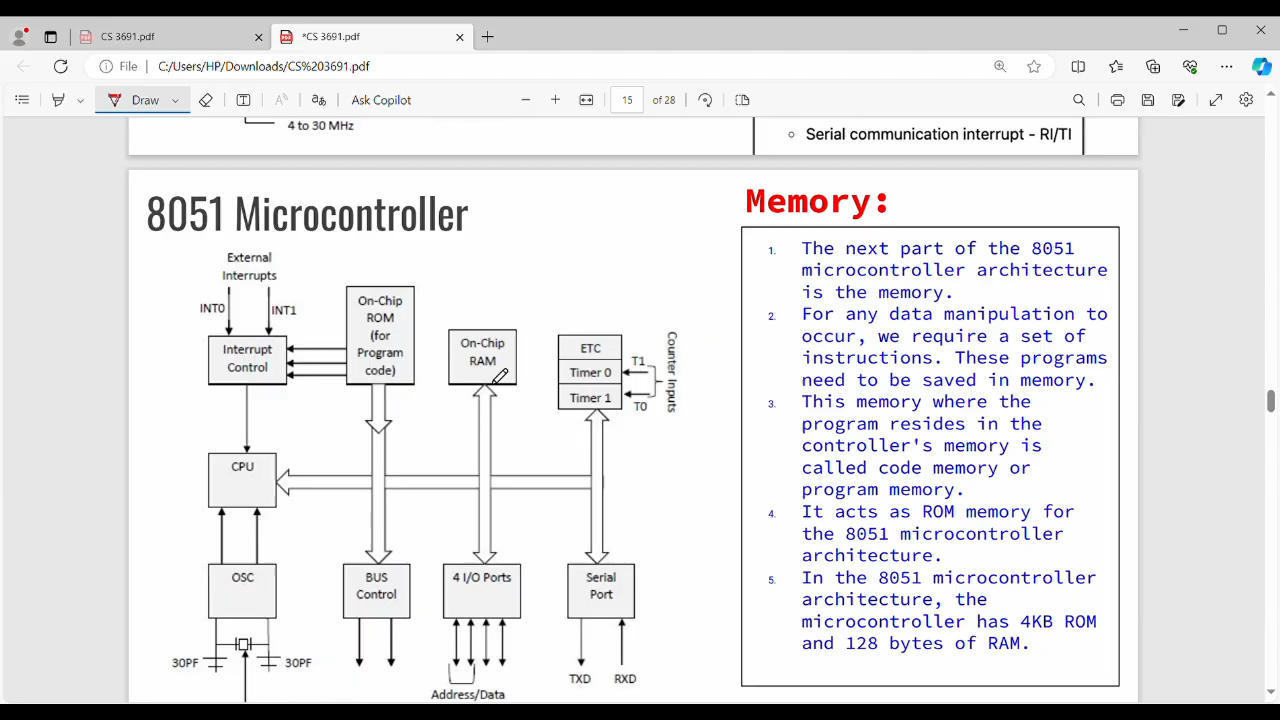 CS 3691.pdf
*CS 3691.pdf
File
C:/Users/HP/Downloads/CS%203691.pdf
Draw
Ask Copilot
15
of 28
4 to 30 MHz
Serial communication interrupt - RI/TI
8051 Microcontroller
External
Interrupts
INT0
INT1
Interrupt
Control
On-Chip
ROM
(for
Program
code)
On-Chip
RAM
ETC
Timer 0
Timer 1
T1
T0
Counter Inputs
CPU
OSC
BUS
Control
4 I/O Ports
Serial
Port
30PF
30PF
Address/Data
TXD
RXD
Memory:
1. The next part of the 8051
microcontroller architecture
is the memory.
2. For any data manipulation to
occur, we require a set of
instructions. These programs
need to be saved in memory.
3. This memory where the
program resides in the
controller's memory is
called code memory or
program memory.
4. It acts as ROM memory for
the 8051 microcontroller
architecture.
5. In the 8051 microcontroller
architecture, the
microcontroller has 4KB ROM
and 128 bytes of RAM.